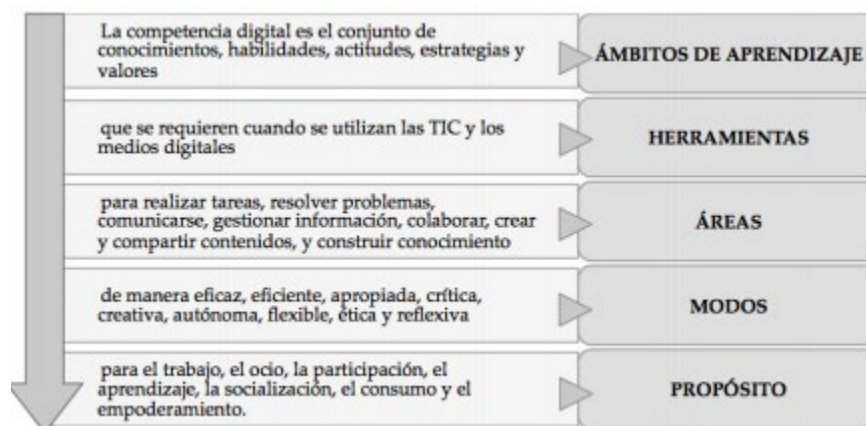 La competencia digital es el conjunto de
conocimientos, habilidades, actitudes, estrategias y
valores
ÁMBITOS DE APRENDIZAJE
que se requieren cuando se utilizan las TIC y los
medios digitales
HERRAMIENTAS
para realizar tareas, resolver problemas,
comunicarse, gestionar información, colaborar, crear
y compartir contenidos, y construir conocimiento
ÁREAS
de manera eficaz, eficiente, apropiada, crítica,
creativa, autónoma, flexible, ética y reflexiva
MODOS
para el trabajo, el ocio, la participación, el
aprendizaje, la socialización, el consumo y el
empoderamiento.
PROPÓSITO